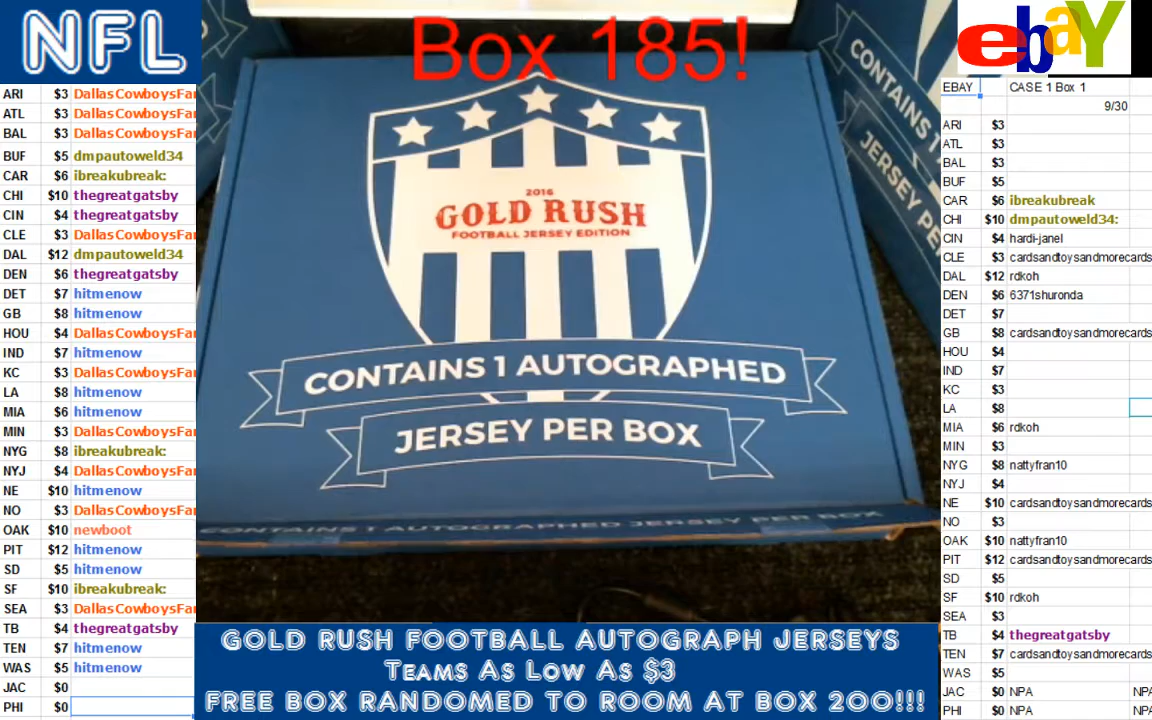 NFL
ARI $3 DallasCowboysFan
ATL $3 DallasCowboysFan
BAL $3 DallasCowboysFan
BUF $5 dmpautoweld34
CAR $6 ibreakubreak:
CHI $10 thegreatgatsby
CIN $4 thegreatgatsby
CLE $3 DallasCowboysFan
DAL $12 dmpautoweld34
DEN $6 thegreatgatsby
DET $7 hitmenow
GB $8 hitmenow
HOU $4 DallasCowboysFan
IND $7 hitmenow
KC $3 DallasCowboysFan
LA $8 hitmenow
MIA $6 hitmenow
MIN $3 DallasCowboysFan
NYG $8 ibreakubreak:
NYJ $4 DallasCowboysFan
NE $10 hitmenow
NO $3 DallasCowboysFan
OAK $10 newboot
PIT $12 hitmenow
SD $5 hitmenow
SF $10 ibreakubreak:
SEA $3 DallasCowboysFan
TB $4 thegreatgatsby
TEN $7 hitmenow
WAS $5 hitmenow
JAC $0
PHI $0
Box 185!
2016
GOLD RUSH
FOOTBALL JERSEY EDITION
CONTAINS 1 AUTOGRAPHED
JERSEY PER BOX
CONTAINS 1 AUTOGRAPHED JERSEY PER BOX
CONTAINS 1
JERSEY PE
GOLD RUSH FOOTBALL AUTOGRAPH JERSEYS
Teams As Low As $3
FREE BOX RANDOMED TO ROOM AT BOX 200!!!
ebay
EBAY CASE 1 Box 1
9/30
ARI $3
ATL $3
BAL $3
BUF $5
CAR $6 ibreakubreak
CHI $10 dmpautoweld34:
CIN $4 hardi-janel
CLE $3 cardsandtoysandmorecards
DAL $12 rdkoh
DEN $6 6371shuronda
DET $7
GB $8 cardsandtoysandmorecards
HOU $4
IND $7
KC $3
LA $8
MIA $6 rdkoh
MIN $3
NYG $8 nattyfran10
NYJ $4
NE $10 cardsandtoysandmorecards
NO $3
OAK $10 nattyfran10
PIT $12 cardsandtoysandmorecards
SD $5
SF $10 rdkoh
SEA $3
TB $4 thegreatgatsby
TEN $7 cardsandtoysandmorecards
WAS $5
JAC $0 NPA NPA
PHI $0 NPA NPA